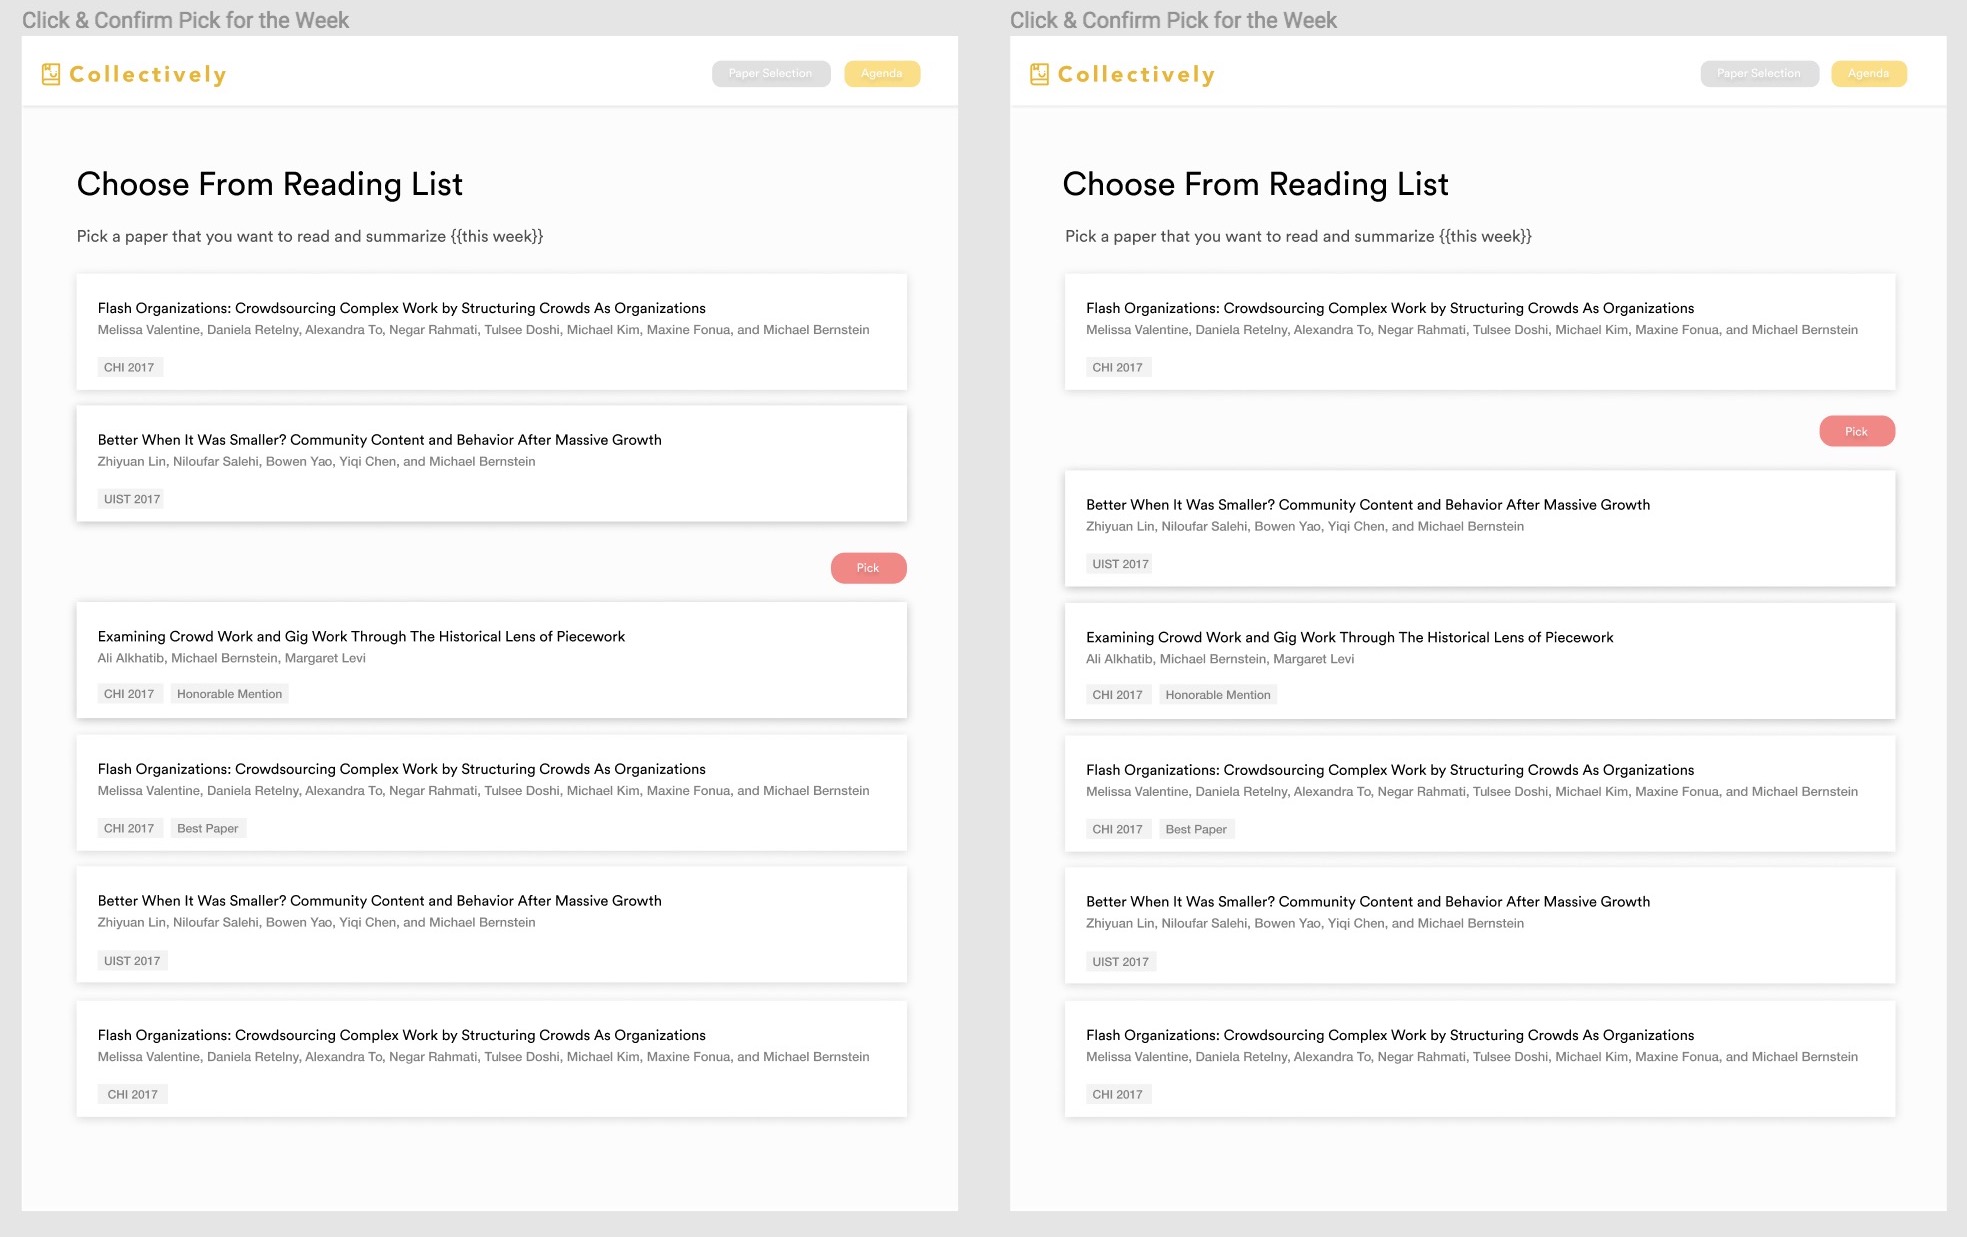 Click & Confirm Pick for the Week
Collectively
Paper Selection
Agenda
Choose From Reading List
Pick a paper that you want to read and summarize {{this week}}
Flash Organizations: Crowdsourcing Complex Work by Structuring Crowds As Organizations
Melissa Valentine, Daniela Retelny, Alexandra To, Negar Rahmati, Tulsee Doshi, Michael Kim, Maxine Fonua, and Michael Bernstein
CHI 2017
Better When It Was Smaller? Community Content and Behavior After Massive Growth
Zhiyuan Lin, Niloufar Salehi, Bowen Yao, Yiqi Chen, and Michael Bernstein
UIST 2017
Pick
Examining Crowd Work and Gig Work Through The Historical Lens of Piecework
Ali Alkhatib, Michael Bernstein, Margaret Levi
CHI 2017 Honorable Mention
Flash Organizations: Crowdsourcing Complex Work by Structuring Crowds As Organizations
Melissa Valentine, Daniela Retelny, Alexandra To, Negar Rahmati, Tulsee Doshi, Michael Kim, Maxine Fonua, and Michael Bernstein
CHI 2017 Best Paper
Better When It Was Smaller? Community Content and Behavior After Massive Growth
Zhiyuan Lin, Niloufar Salehi, Bowen Yao, Yiqi Chen, and Michael Bernstein
UIST 2017
Flash Organizations: Crowdsourcing Complex Work by Structuring Crowds As Organizations
Melissa Valentine, Daniela Retelny, Alexandra To, Negar Rahmati, Tulsee Doshi, Michael Kim, Maxine Fonua, and Michael Bernstein
CHI 2017
Click & Confirm Pick for the Week
Collectively
Paper Selection
Agenda
Choose From Reading List
Pick a paper that you want to read and summarize {{this week}}
Flash Organizations: Crowdsourcing Complex Work by Structuring Crowds As Organizations
Melissa Valentine, Daniela Retelny, Alexandra To, Negar Rahmati, Tulsee Doshi, Michael Kim, Maxine Fonua, and Michael Bernstein
CHI 2017
Pick
Better When It Was Smaller? Community Content and Behavior After Massive Growth
Zhiyuan Lin, Niloufar Salehi, Bowen Yao, Yiqi Chen, and Michael Bernstein
UIST 2017
Examining Crowd Work and Gig Work Through The Historical Lens of Piecework
Ali Alkhatib, Michael Bernstein, Margaret Levi
CHI 2017 Honorable Mention
Flash Organizations: Crowdsourcing Complex Work by Structuring Crowds As Organizations
Melissa Valentine, Daniela Retelny, Alexandra To, Negar Rahmati, Tulsee Doshi, Michael Kim, Maxine Fonua, and Michael Bernstein
CHI 2017 Best Paper
Better When It Was Smaller? Community Content and Behavior After Massive Growth
Zhiyuan Lin, Niloufar Salehi, Bowen Yao, Yiqi Chen, and Michael Bernstein
UIST 2017
Flash Organizations: Crowdsourcing Complex Work by Structuring Crowds As Organizations
Melissa Valentine, Daniela Retelny, Alexandra To, Negar Rahmati, Tulsee Doshi, Michael Kim, Maxine Fonua, and Michael Bernstein
CHI 2017